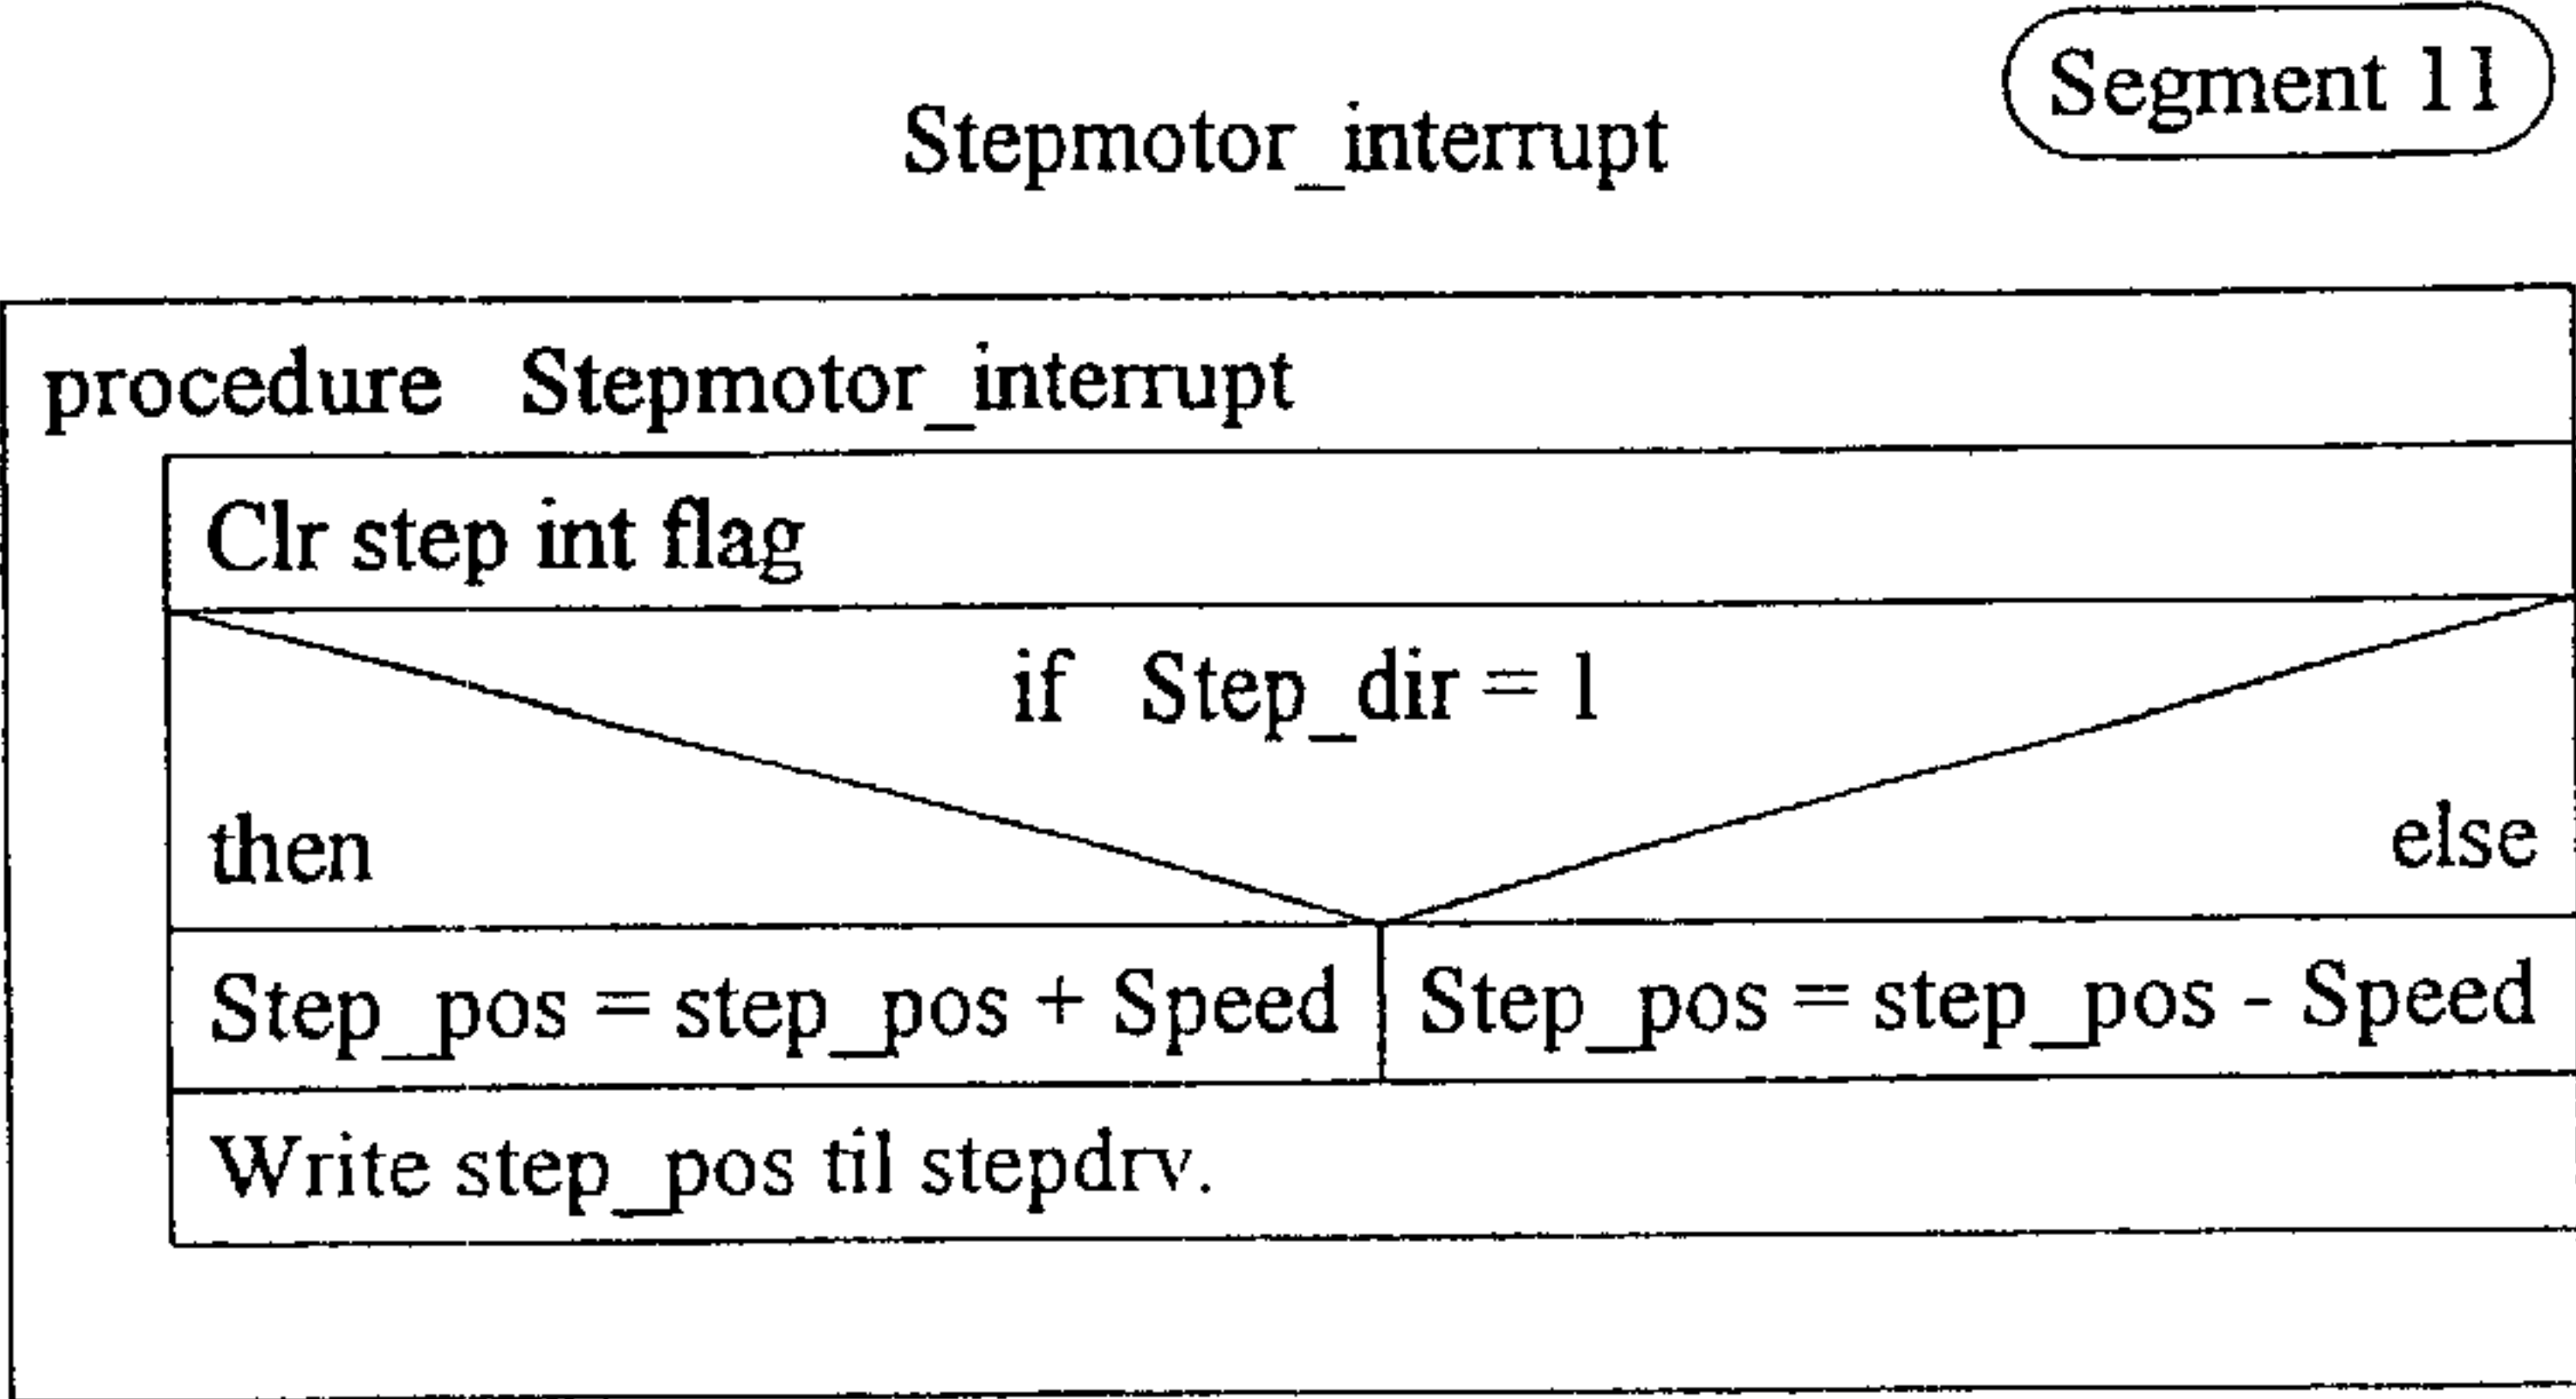 Segment 11
Stepmotor_interrupt
procedure Stepmotor_interrupt
Clr step int flag
if Step_dir = 1
then
else
Step_pos = step_pos + Speed
Step_pos = step_pos - Speed
Write step_pos til stepdrv.